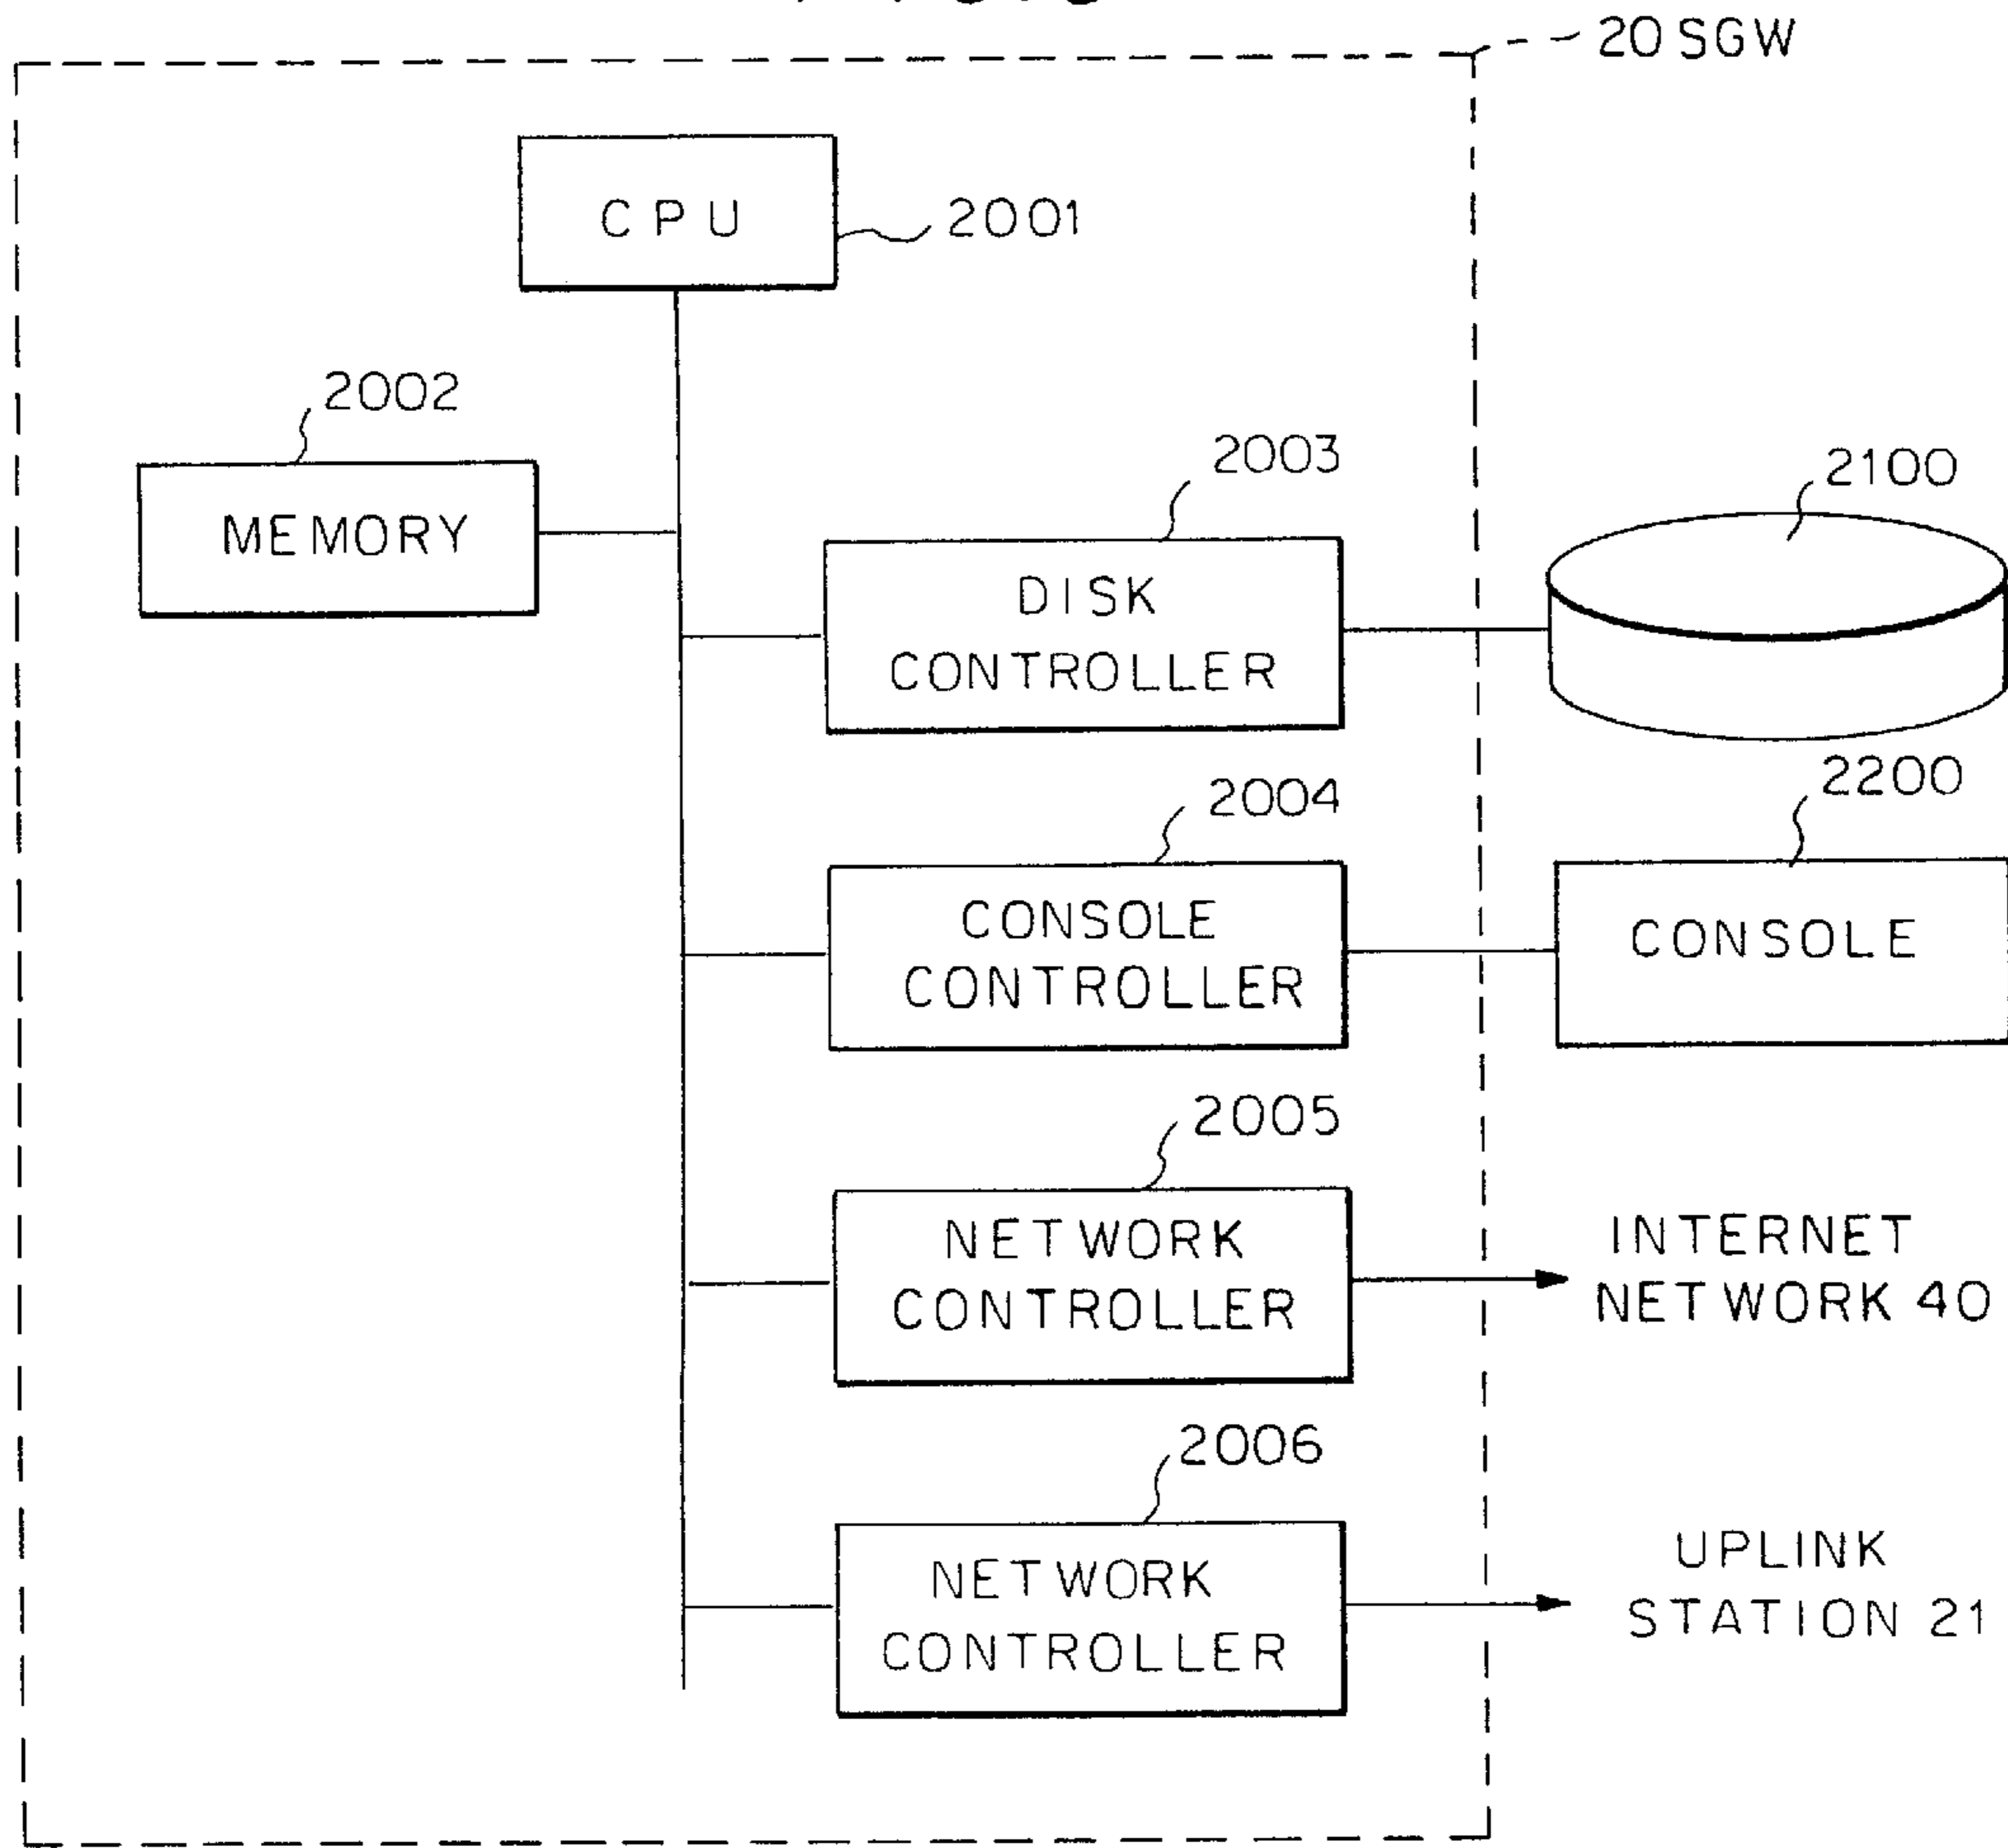 20 SGW
CPU
2001
2002
MEMORY
2003
DISK
CONTROLLER
2100
2004
CONSOLE
CONTROLLER
2200
CONSOLE
2005
NETWORK
CONTROLLER
INTERNET
NETWORK 40
2006
NETWORK
CONTROLLER
UPLINK
STATION 21